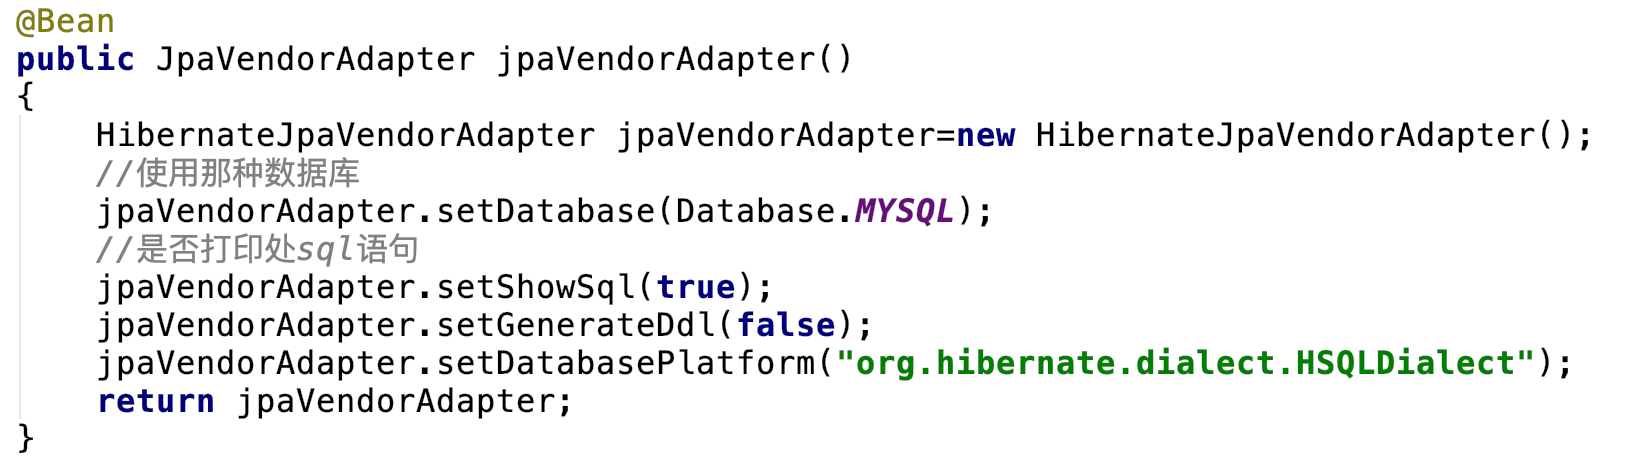 @Bean
public JpaVendorAdapter jpaVendorAdapter()
{
    HibernateJpaVendorAdapter jpaVendorAdapter=new HibernateJpaVendorAdapter();
    //使用那种数据库
    jpaVendorAdapter.setDatabase(Database.MYSQL);
    //是否打印处sql语句
    jpaVendorAdapter.setShowSql(true);
    jpaVendorAdapter.setGenerateDdl(false);
    jpaVendorAdapter.setDatabasePlatform("org.hibernate.dialect.HSQLDialect");
    return jpaVendorAdapter;
}